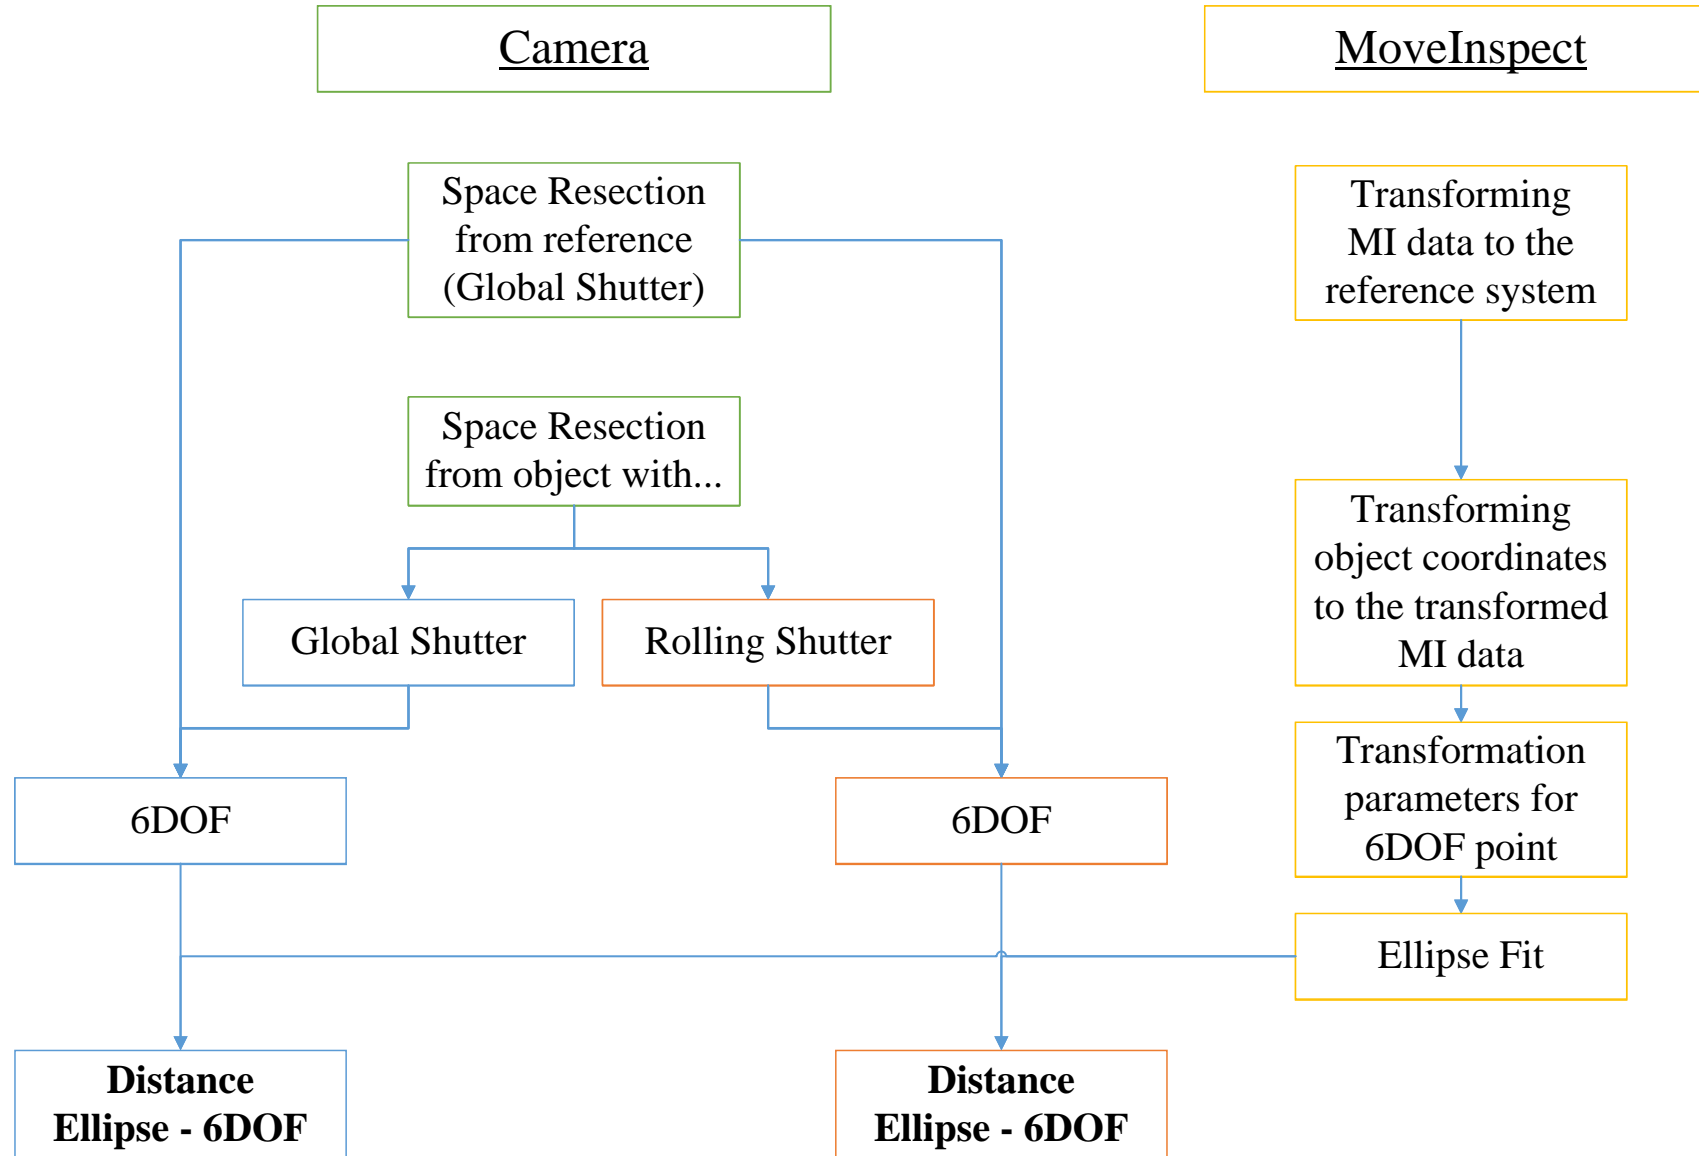 Camera
MoveInspect
Space Resection
from reference
(Global Shutter)
Transforming
MI data to the
reference system
Space Resection
from object with...
Transforming
object coordinates
to the transformed
MI data
Global Shutter
Rolling Shutter
Transformation
parameters for
6DOF point
6DOF
6DOF
Ellipse Fit
Distance
Ellipse - 6DOF
Distance
Ellipse - 6DOF